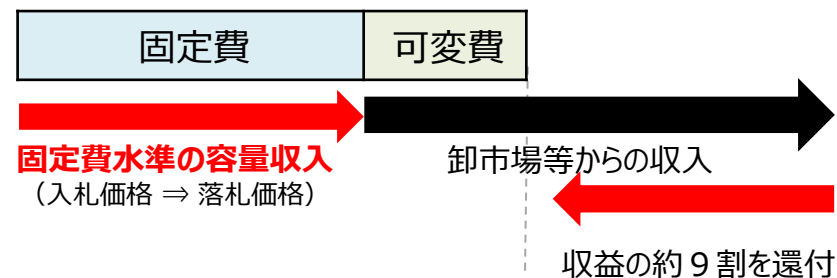 固定費
可変費
固定費水準の容量収入
（入札価格 ⇒ 落札価格）
卸市場等からの収入
収益の約９割を還付